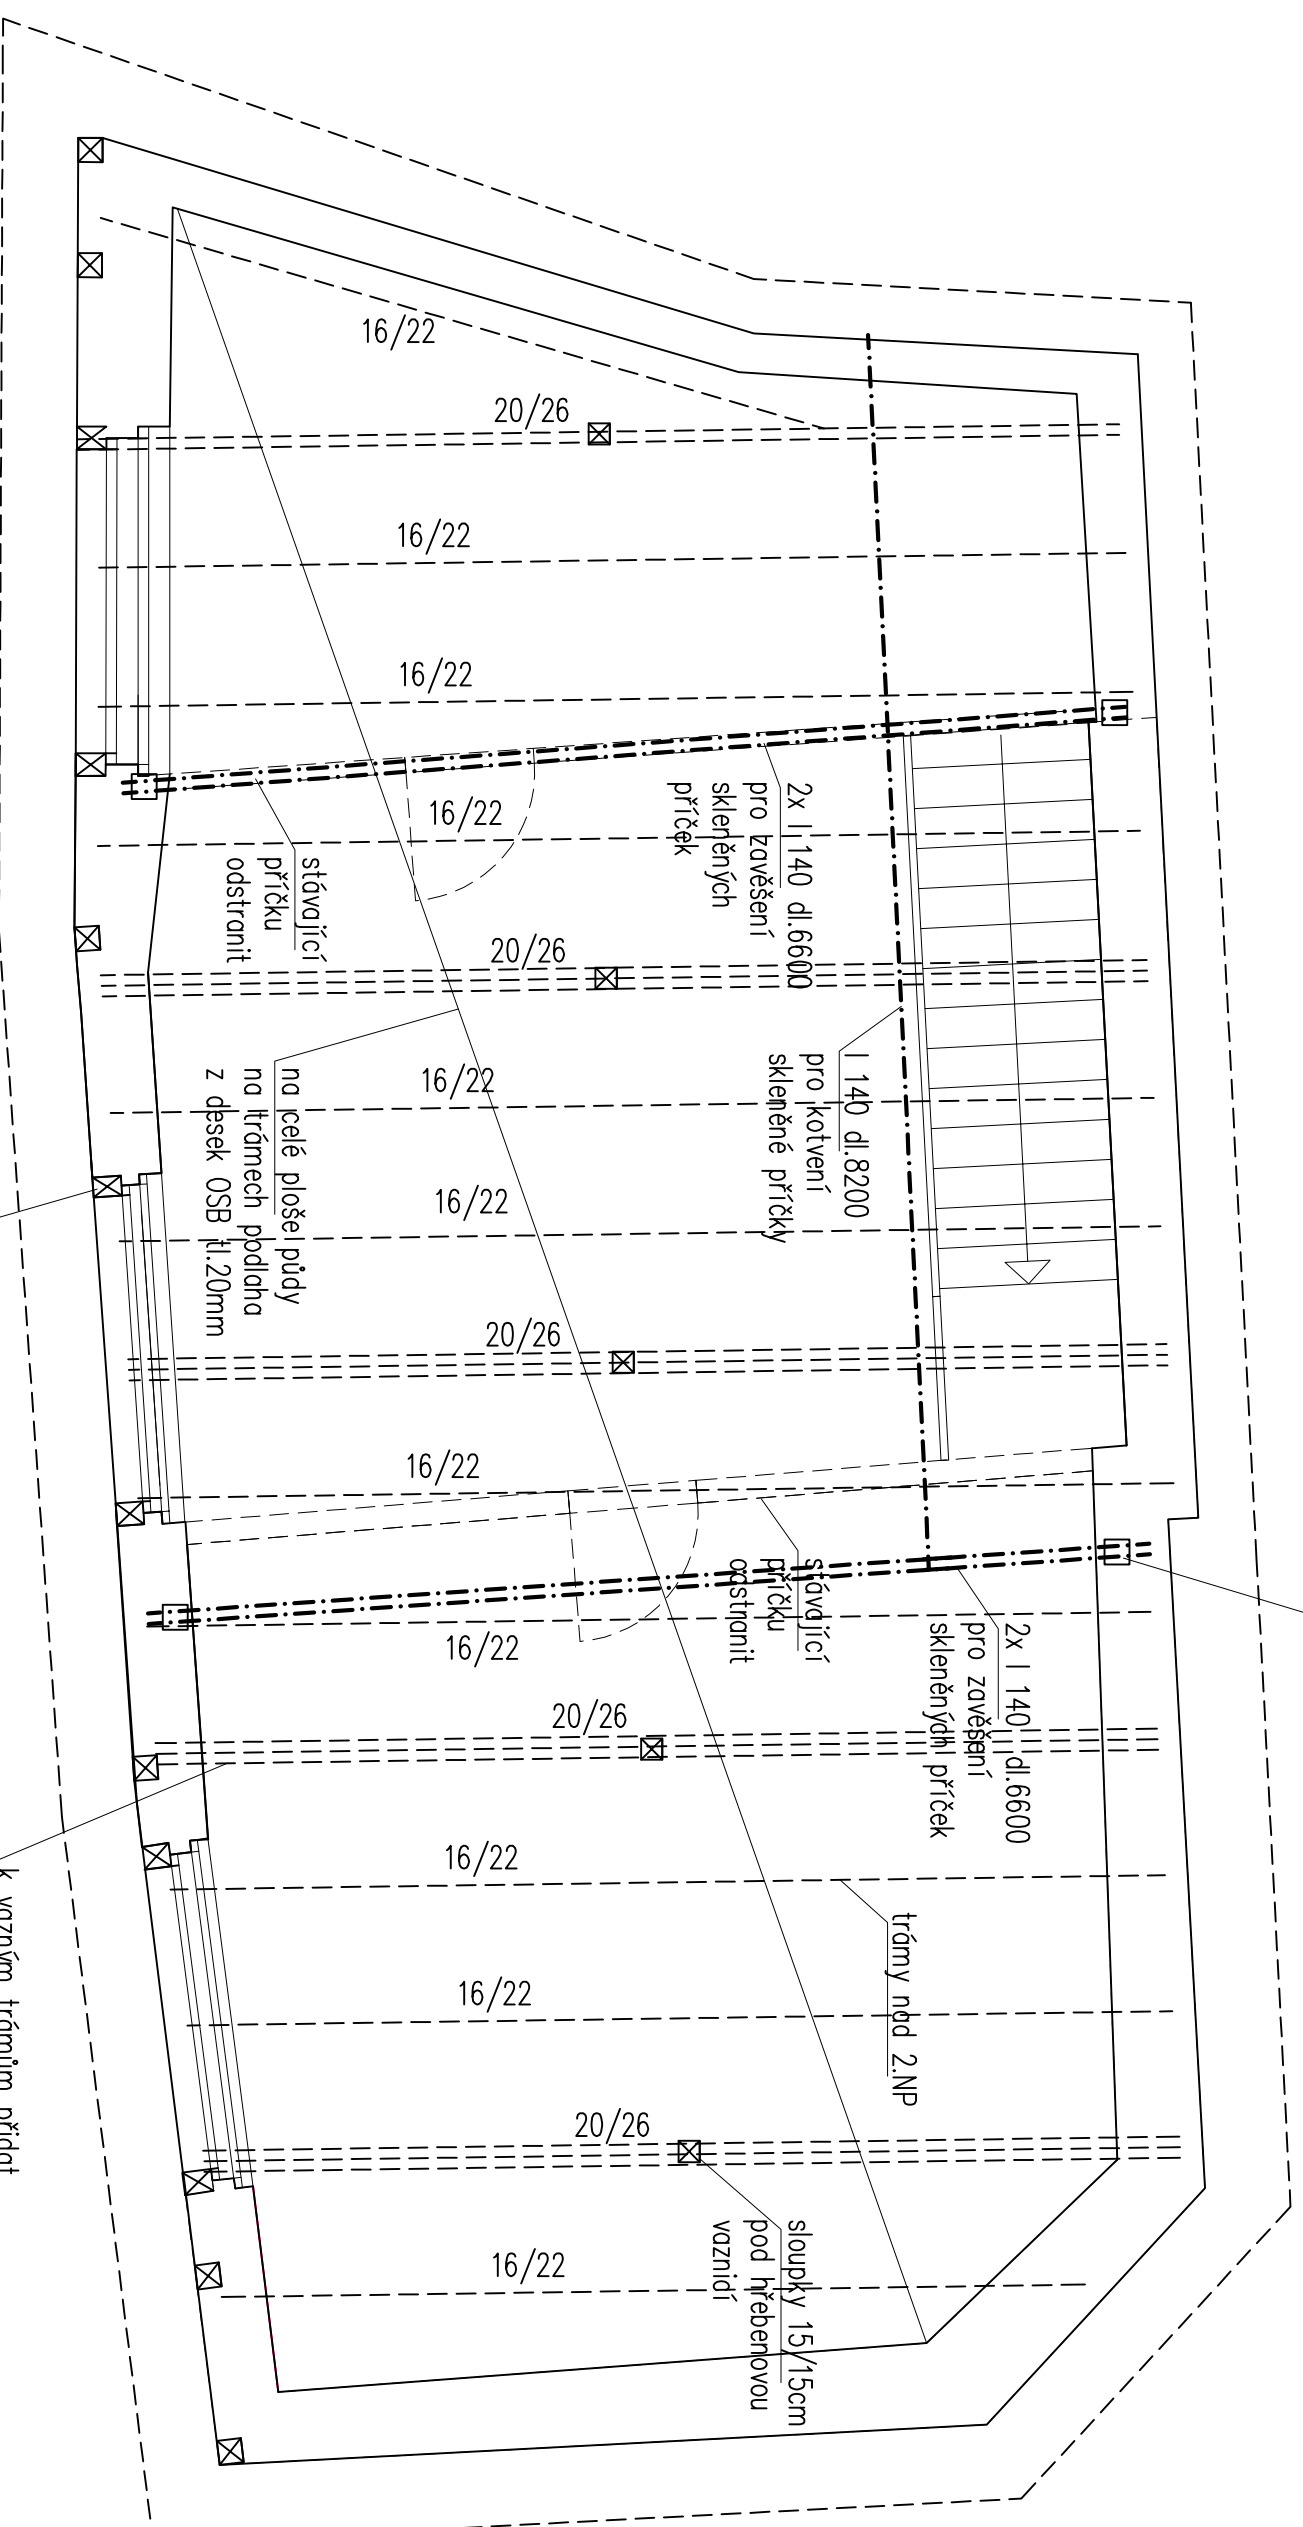 16/22
20/26
16/22
16/22
2x I 140 dl.6600
pro zavěšení
skleněných
příček
16/22
stávající
příčku
odstranit
20/26
I 140 dl.8200
pro kotvení
skleněné příčky
16/22
na celé ploše půdy
na trámech podlaha
z desek OSB tl.20mm
16/22
20/26
16/22
stávající
příčku
odstranit
2x I 140 dl.6600
pro zavěšení
skleněných příček
16/22
20/26
16/22
k vazným trámům přidat
trámy nad 2.NP
16/22
20/26
sloupky 15/15cm
pod hřebenovou
vaznidí
16/22